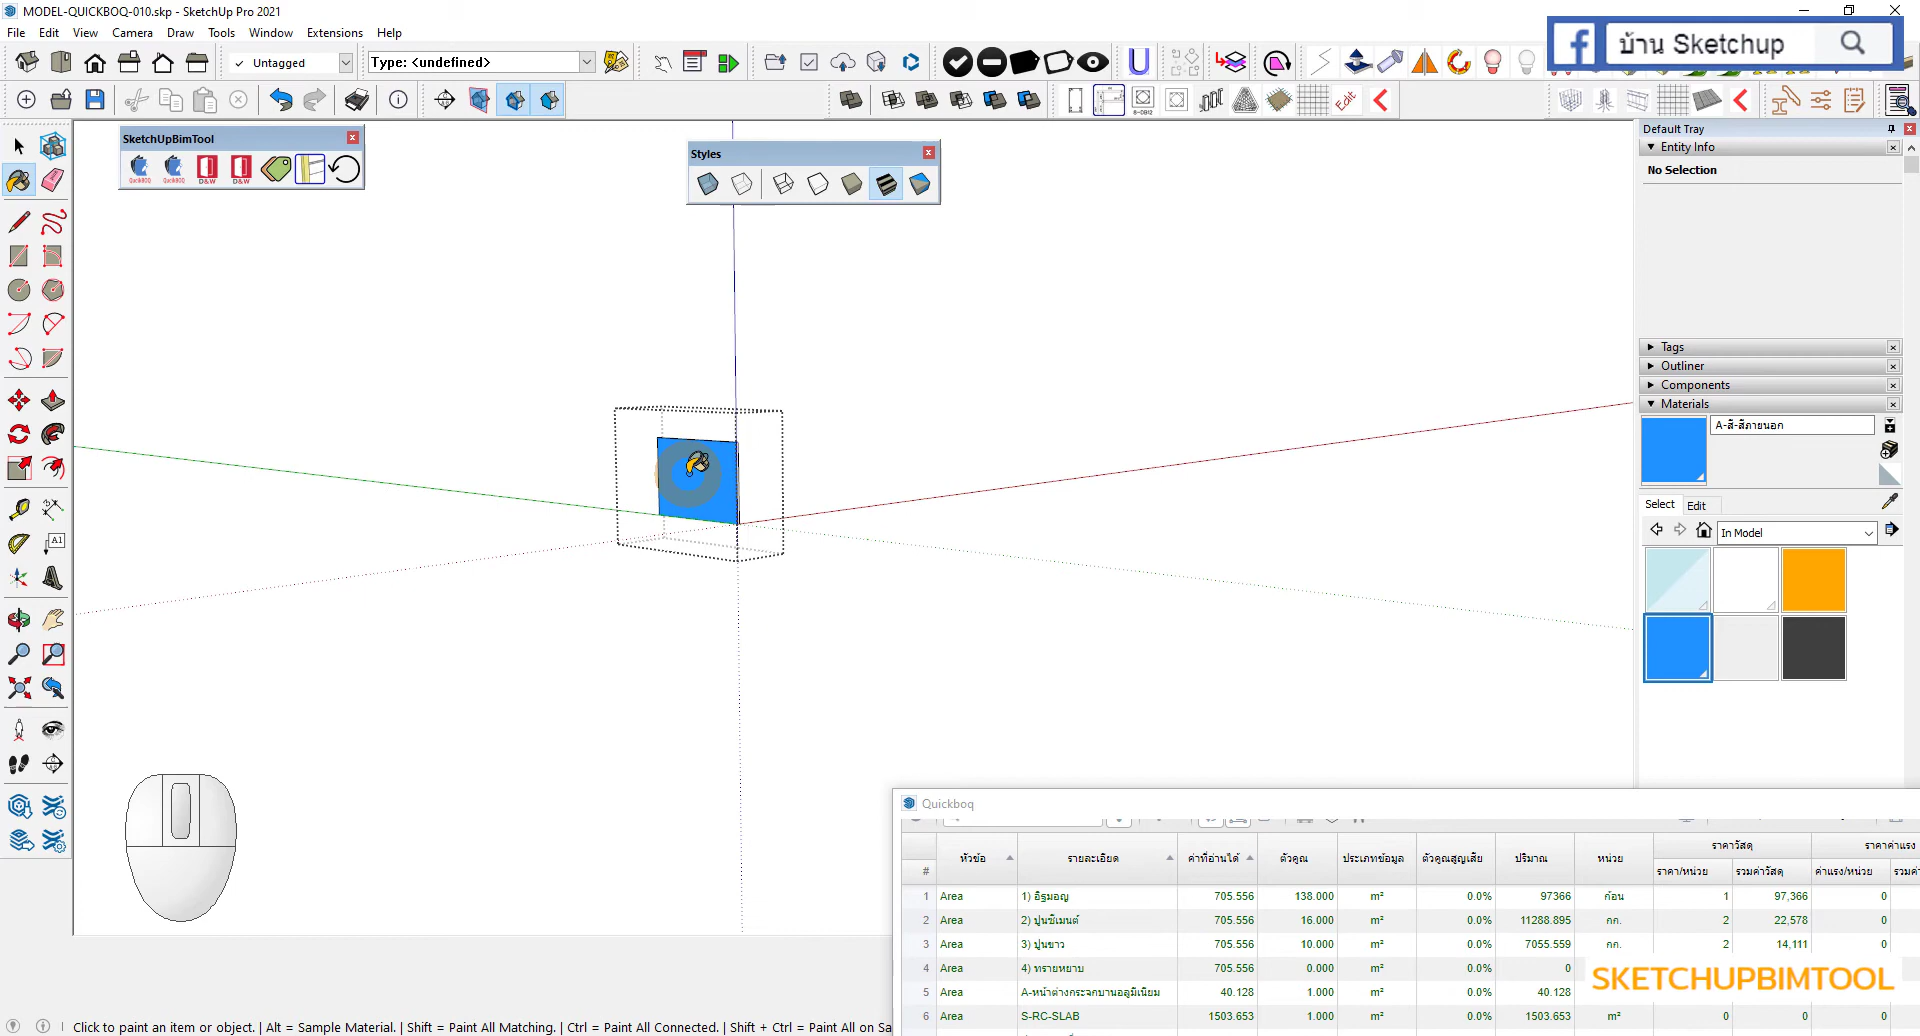 MODEL-QUICKBOQ-010.skp - SketchUp Pro 2021
File Edit View Camera Draw Tools Window Extensions Help
Untagged
Type: <undefined>
บ้าน Sketchup
8-DB12
Edit
SketchUpBimTool
QuickBOQ QuickBOQ D&W D&W
Styles
Default Tray
Entity Info
No Selection
Tags
Outliner
Components
Materials
A-สี-สีภายนอก
Select Edit
In Model
A1
Quickboq
# หัวข้อ รายละเอียด ค่าที่อ่านได้ ตัวคูณ ประเภทข้อมูล ตัวคูณสูญเสีย ปริมาณ หน่วย ราคาวัสดุ ราคาค่าแรง
ราคา/หน่วย รวมค่าวัสดุ ค่าแรง/หน่วย รวมค่า
1 Area 1) อิฐมอญ 705.556 138.000 m² 0.0% 97366 ก้อน 1 97,366 0
2 Area 2) ปูนซีเมนต์ 705.556 16.000 m² 0.0% 11288.895 กก. 2 22,578 0
3 Area 3) ปูนขาว 705.556 10.000 m² 0.0% 7055.559 กก. 2 14,111 0
4 Area 4) ทรายหยาบ 705.556 0.000 m² 0.0% 0
5 Area A-หน้าต่างกระจกบานอลูมิเนียม 40.128 1.000 m² 0.0% 40.128
6 Area S-RC-SLAB 1503.653 1.000 m² 0.0% 1503.653 m² 0 0 0
SKETCHUPBIMTOOL
Click to paint an item or object. | Alt = Sample Material. | Shift = Paint All Matching. | Ctrl = Paint All Connected. | Shift + Ctrl = Paint All on Sa